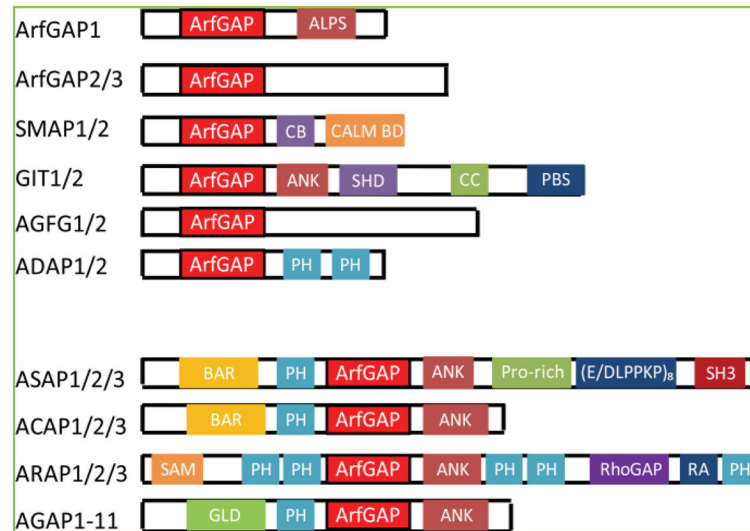 ArfGAP1 ArfGAP ALPS
ArfGAP2/3 ArfGAP
SMAP1/2 ArfGAP CB CALM BD
GIT1/2 ArfGAP ANK SHD CC PBS
AGFG1/2 ArfGAP
ADAP1/2 ArfGAP PH PH
ASAP1/2/3 BAR PH ArfGAP ANK Pro-rich (E/DLPPKP)₈ SH3
ACAP1/2/3 BAR PH ArfGAP ANK
ARAP1/2/3 SAM PH PH ArfGAP ANK PH PH RhoGAP RA PH
AGAP1-11 GLD PH ArfGAP ANK